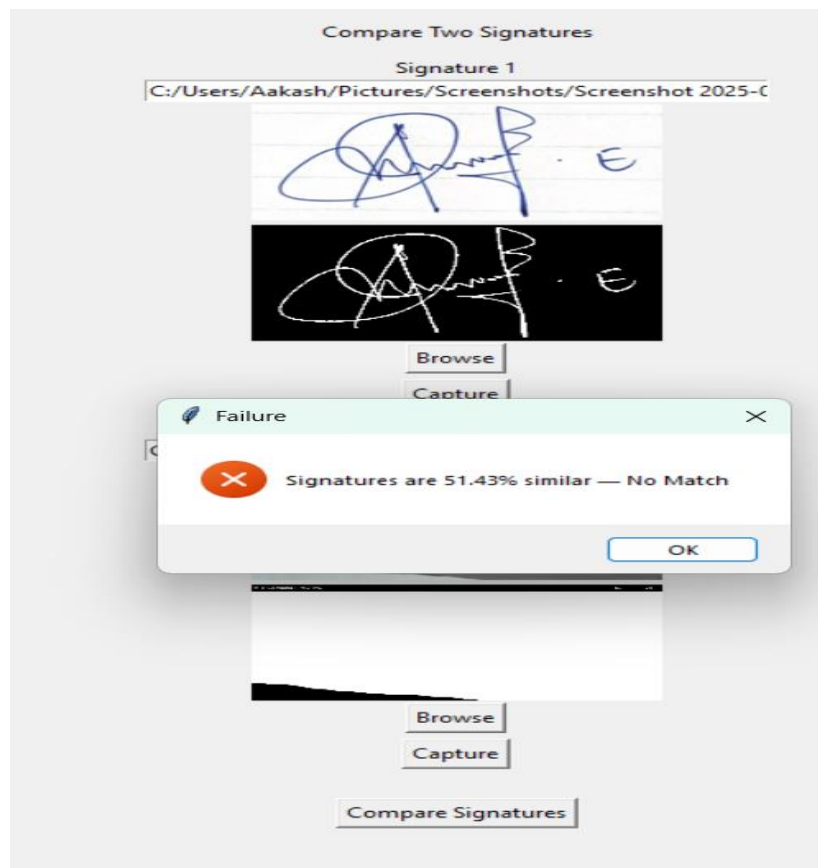 Compare Two Signatures
Signature 1
C:/Users/Aakash/Pictures/Screenshots/Screenshot 2025-0
. E
. E
Browse
Capture
Failure
Signatures are 51.43% similar — No Match
OK
Browse
Capture
Compare Signatures